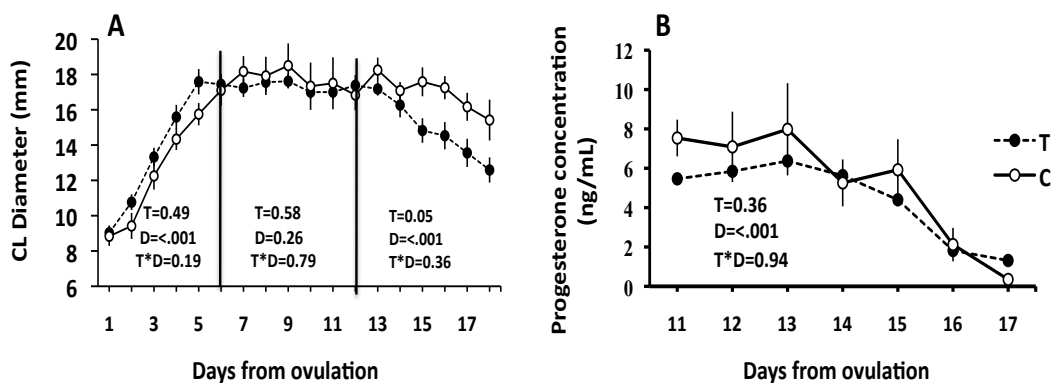 A
CL Diameter (mm)
20
18
16
14
12
10
8
6
T=0.49
D=<.001
T*D=0.19
T=0.58
D=0.26
T*D=0.79
T=0.05
D=<.001
T*D=0.36
1 3 5 7 9 11 13 15 17
Days from ovulation
B
Progesterone concentration
(ng/mL)
12
10
8
6
4
2
0
T=0.36
D=<.001
T*D=0.94
11 12 13 14 15 16 17
Days from ovulation
T
C